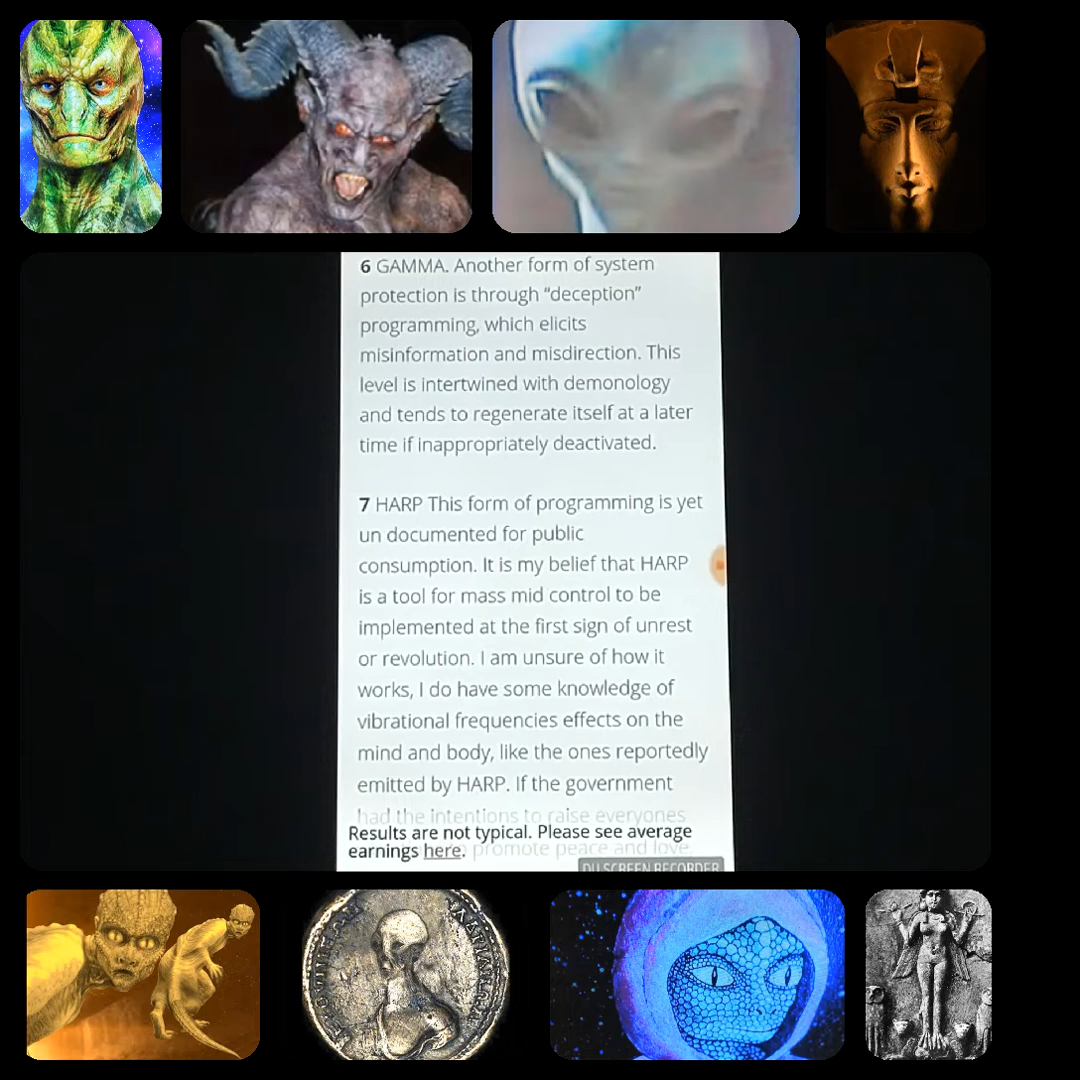 6 GAMMA. Another form of system
protection is through “deception”
programming, which elicits
misinformation and misdirection. This
level is intertwined with demonology
and tends to regenerate itself at a later
time if inappropriately deactivated.
7 HARP This form of programming is yet
un documented for public
consumption. It is my belief that HARP
is a tool for mass mid control to be
implemented at the first sign of unrest
or revolution. I am unsure of how it
works, I do have some knowledge of
vibrational frequencies effects on the
mind and body, like the ones reportedly
emitted by HARP. If the government
had the intentions to raise everyones
promote peace and love.
Results are not typical. Please see average
earnings here.
DU SCREEN RECORDER